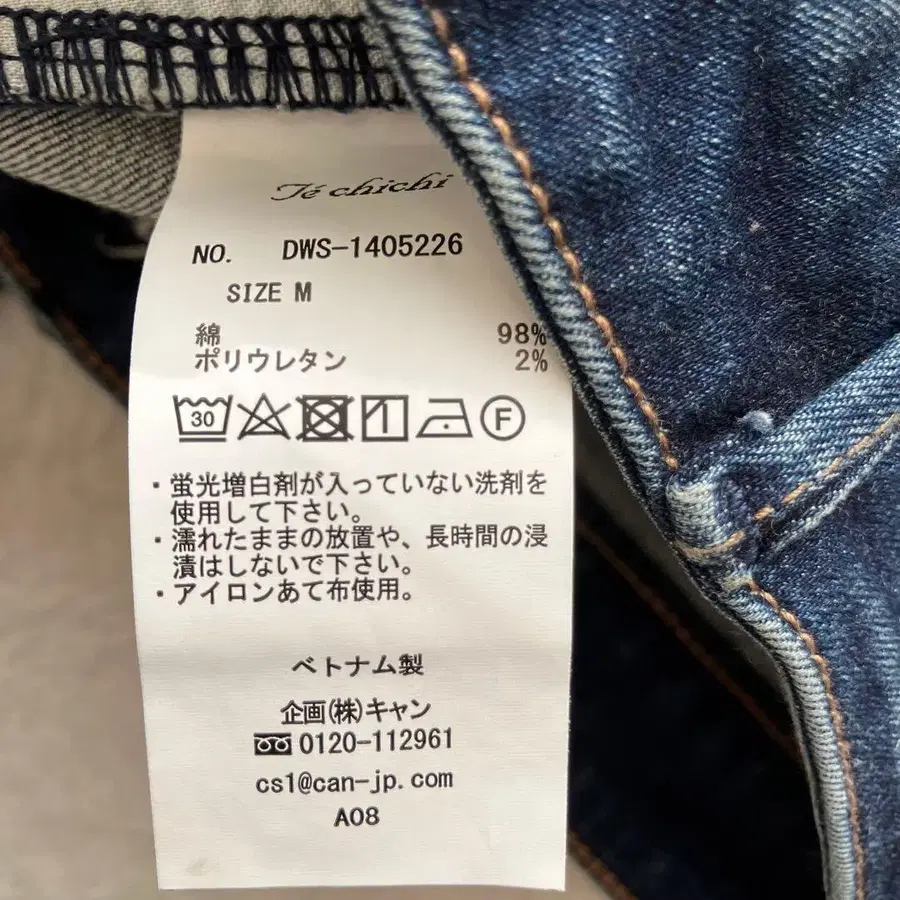 Té chichi
NO. DWS-1405226
SIZE M
綿 98%
ポリウレタン 2%
30 F
・蛍光増白剤が入っていない洗剤を
使用して下さい。
・濡れたままの放置や、長時間の浸
漬はしないで下さい。
・アイロンあて布使用。
ベトナム製
企画(株)キャン
0120-112961
cs1@can-jp.com
A08